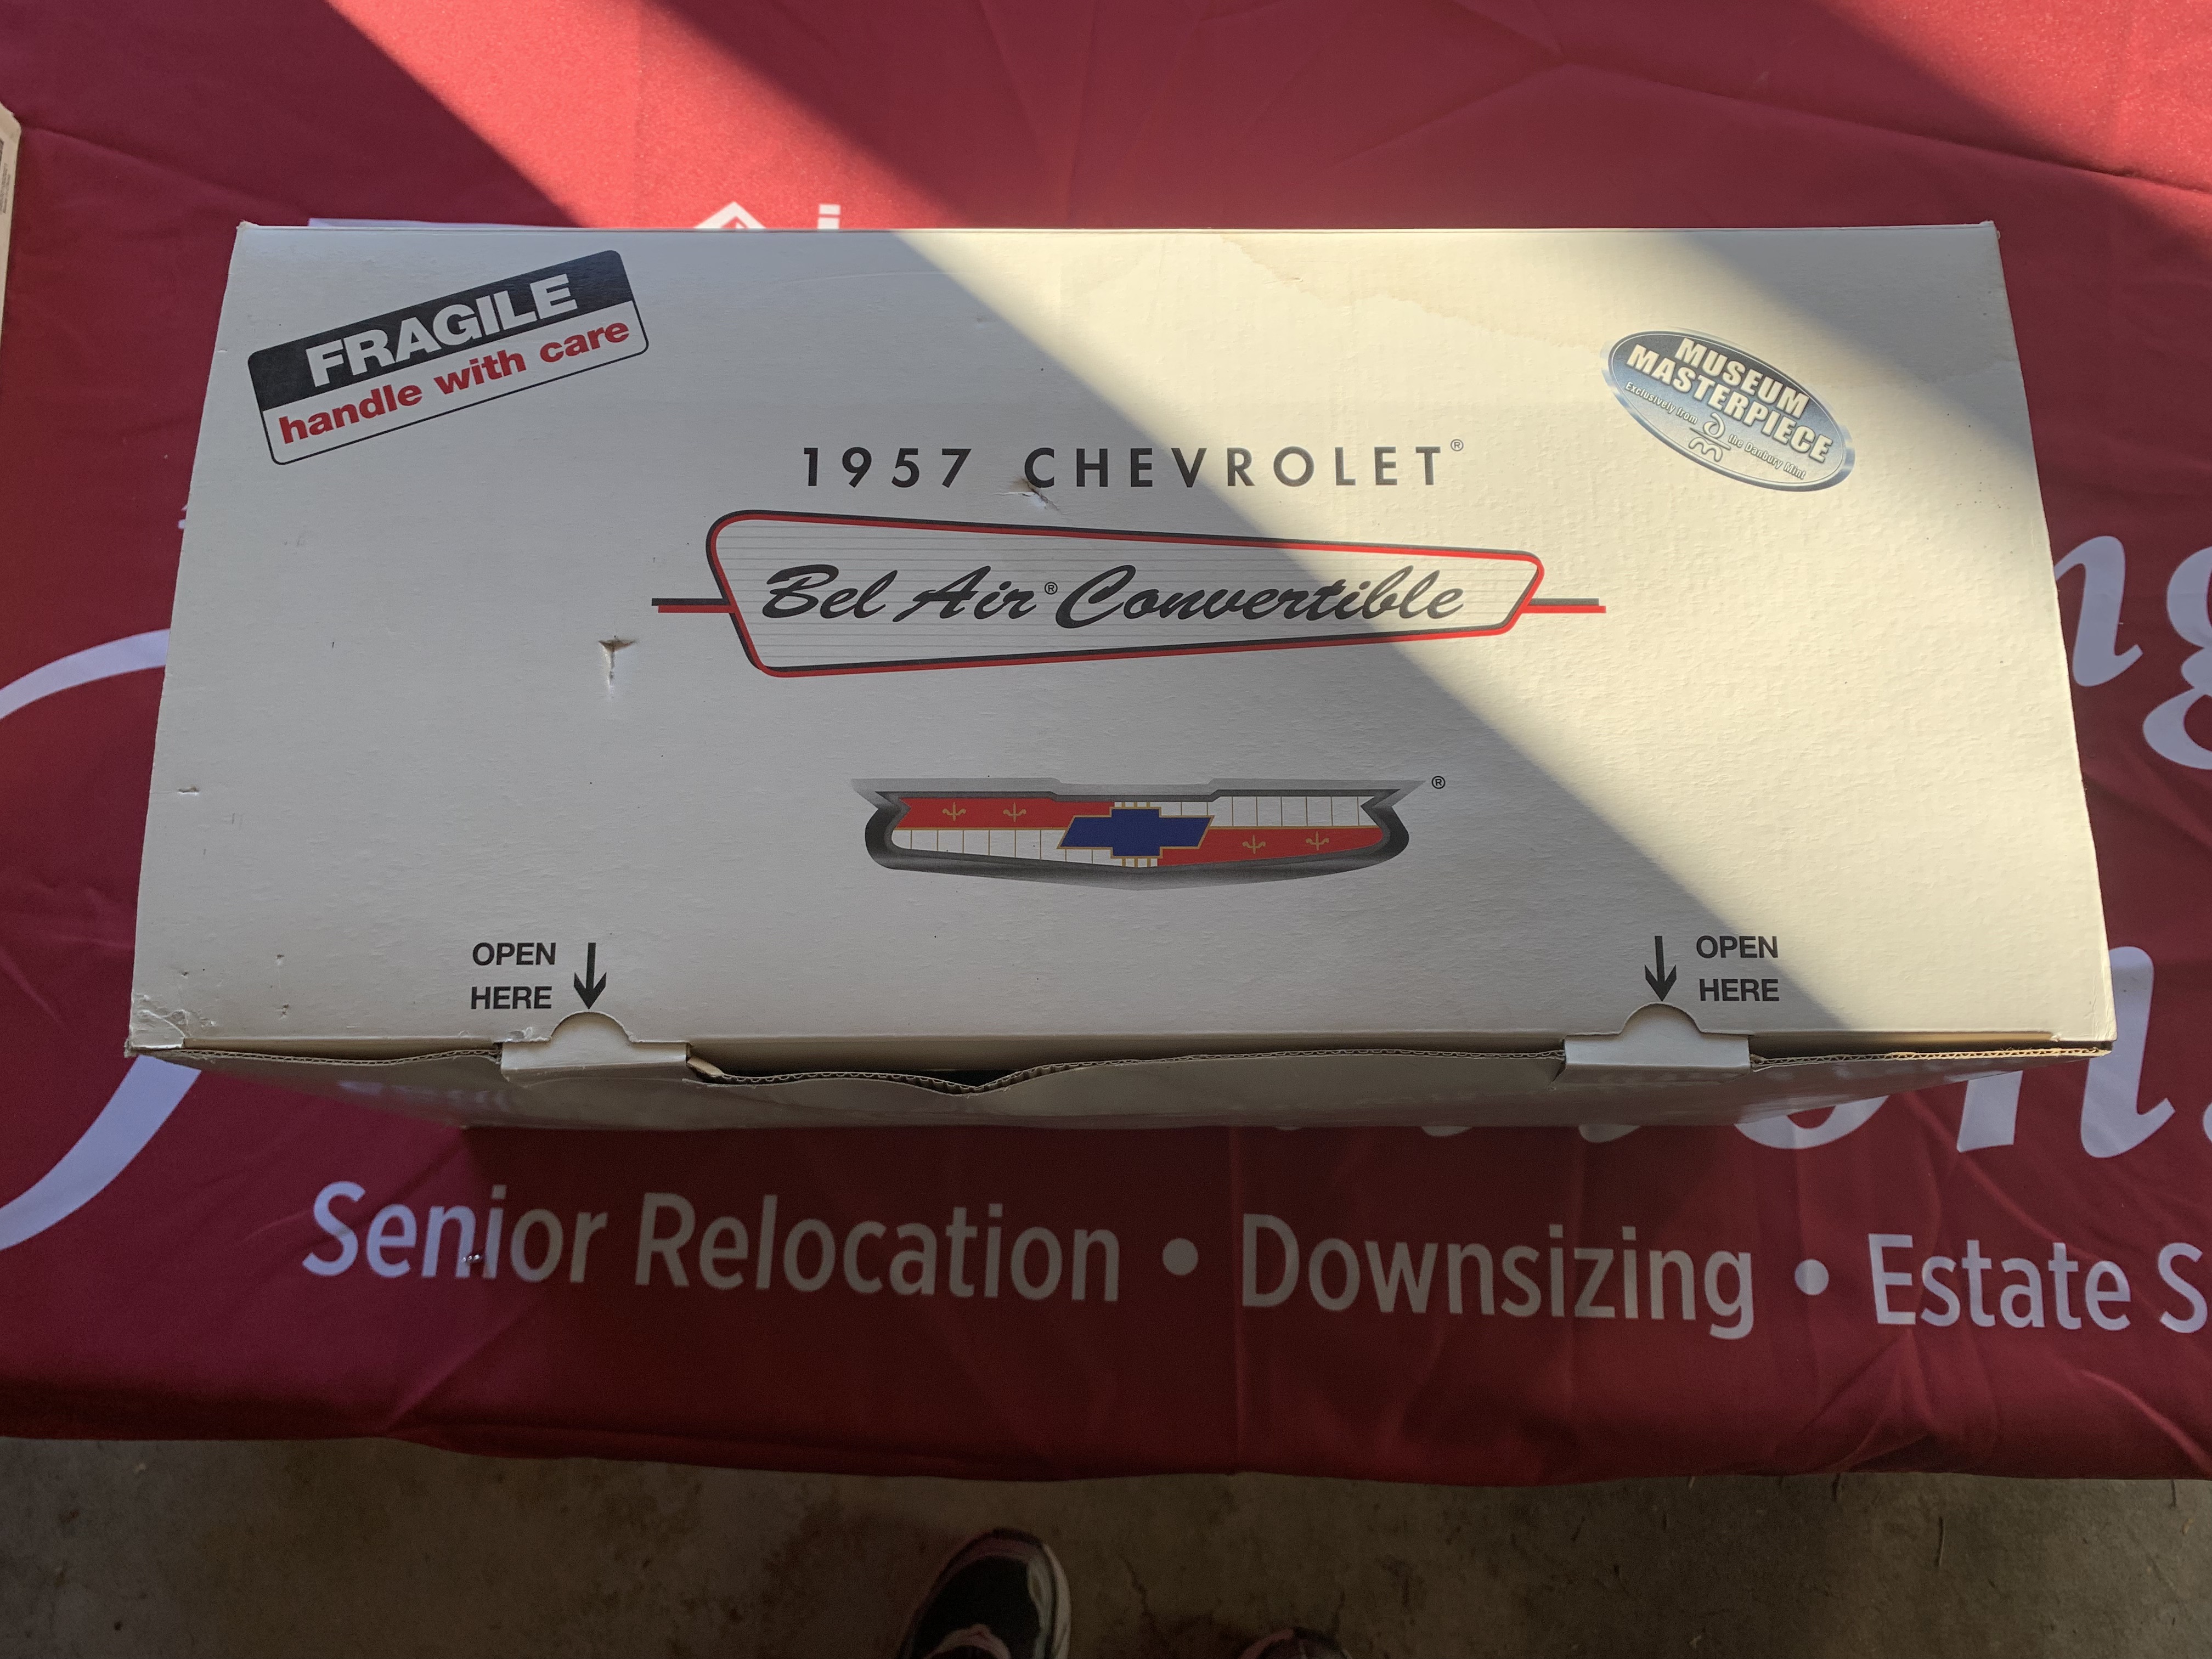 FRAGILE
handle with care
MUSEUM
MASTERPIECE
Exclusively from the Danbury Mint
1957 CHEVROLET®
Bel Air® Convertible
®
OPEN
HERE
OPEN
HERE
Senior Relocation • Downsizing • Estate S